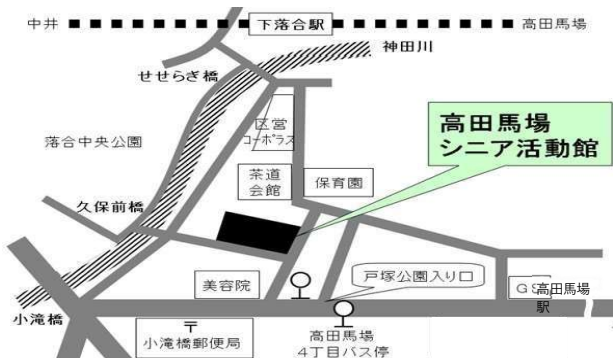 中井
下落合駅
高田馬場
神田川
せせらぎ橋
区営
コーポラス
高田馬場
シニア活動館
落合中央公園
茶道
会館
保育園
久保前橋
美容院
戸塚公園入り口
GS
高田馬場
駅
小滝橋
〒
小滝橋郵便局
高田馬場
4丁目バス停